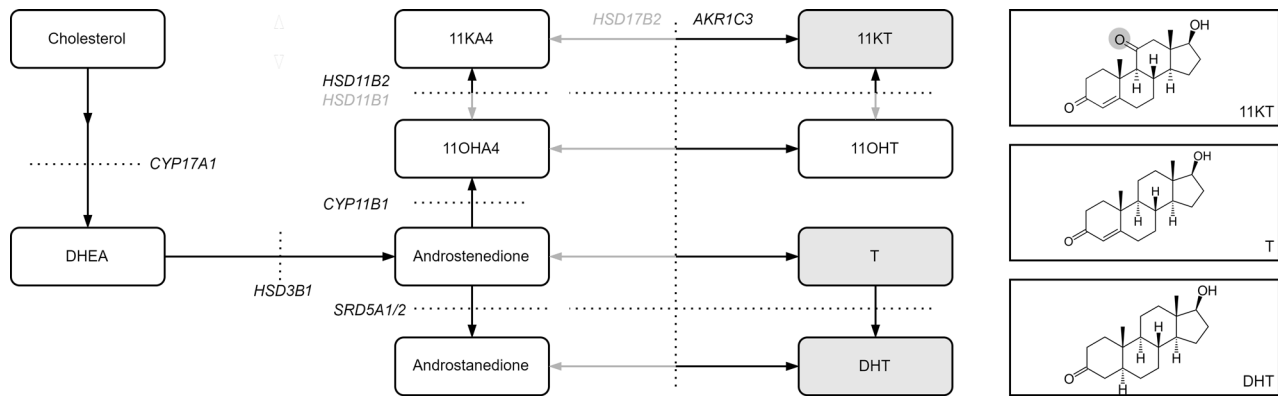 Cholesterol
11KA4
HSD17B2
AKR1C3
11KT
HSD11B2
HSD11B1
11OHA4
11OHT
CYP17A1
CYP11B1
DHEA
HSD3B1
Androstenedione
T
SRD5A1/2
Androstanedione
DHT
O
OH
H
H
H
O
11KT
OH
H
H
H
O
T
OH
H
H
H
O
H
DHT